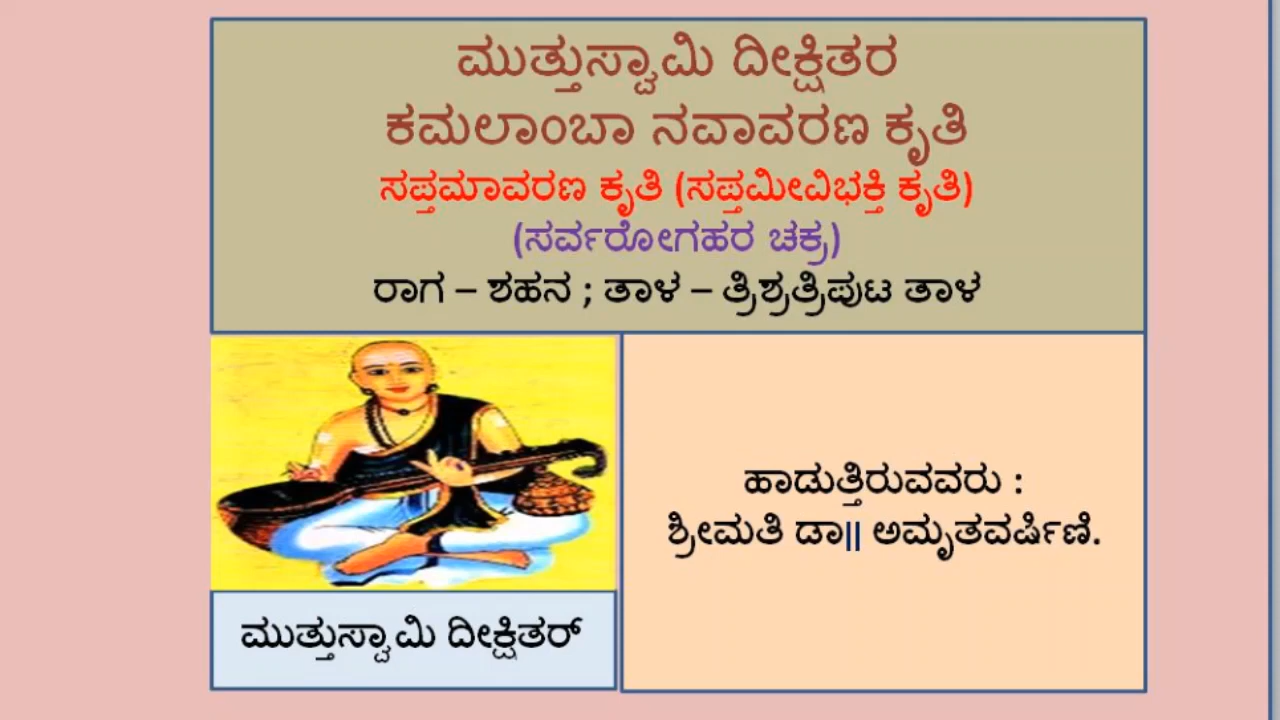 ಮುತ್ತುಸ್ವಾಮಿ ದೀಕ್ಷಿತರ
ಕಮಲಾಂಬಾ ನವಾವರಣ ಕೃತಿ
ಸಪ್ತಮಾವರಣ ಕೃತಿ (ಸಪ್ತಮೀವಿಭಕ್ತಿ ಕೃತಿ)
(ಸರ್ವರೋಗಹರ ಚಕ್ರ)
ರಾಗ – ಶಹನ ; ತಾಳ – ತ್ರಿಶ್ರತ್ರಿಪುಟ ತಾಳ
ಹಾಡುತ್ತಿರುವವರು :
ಶ್ರೀಮತಿ ಡಾ|| ಅಮೃತವರ್ಷಿಣಿ.
ಮುತ್ತುಸ್ವಾಮಿ ದೀಕ್ಷಿತರ್